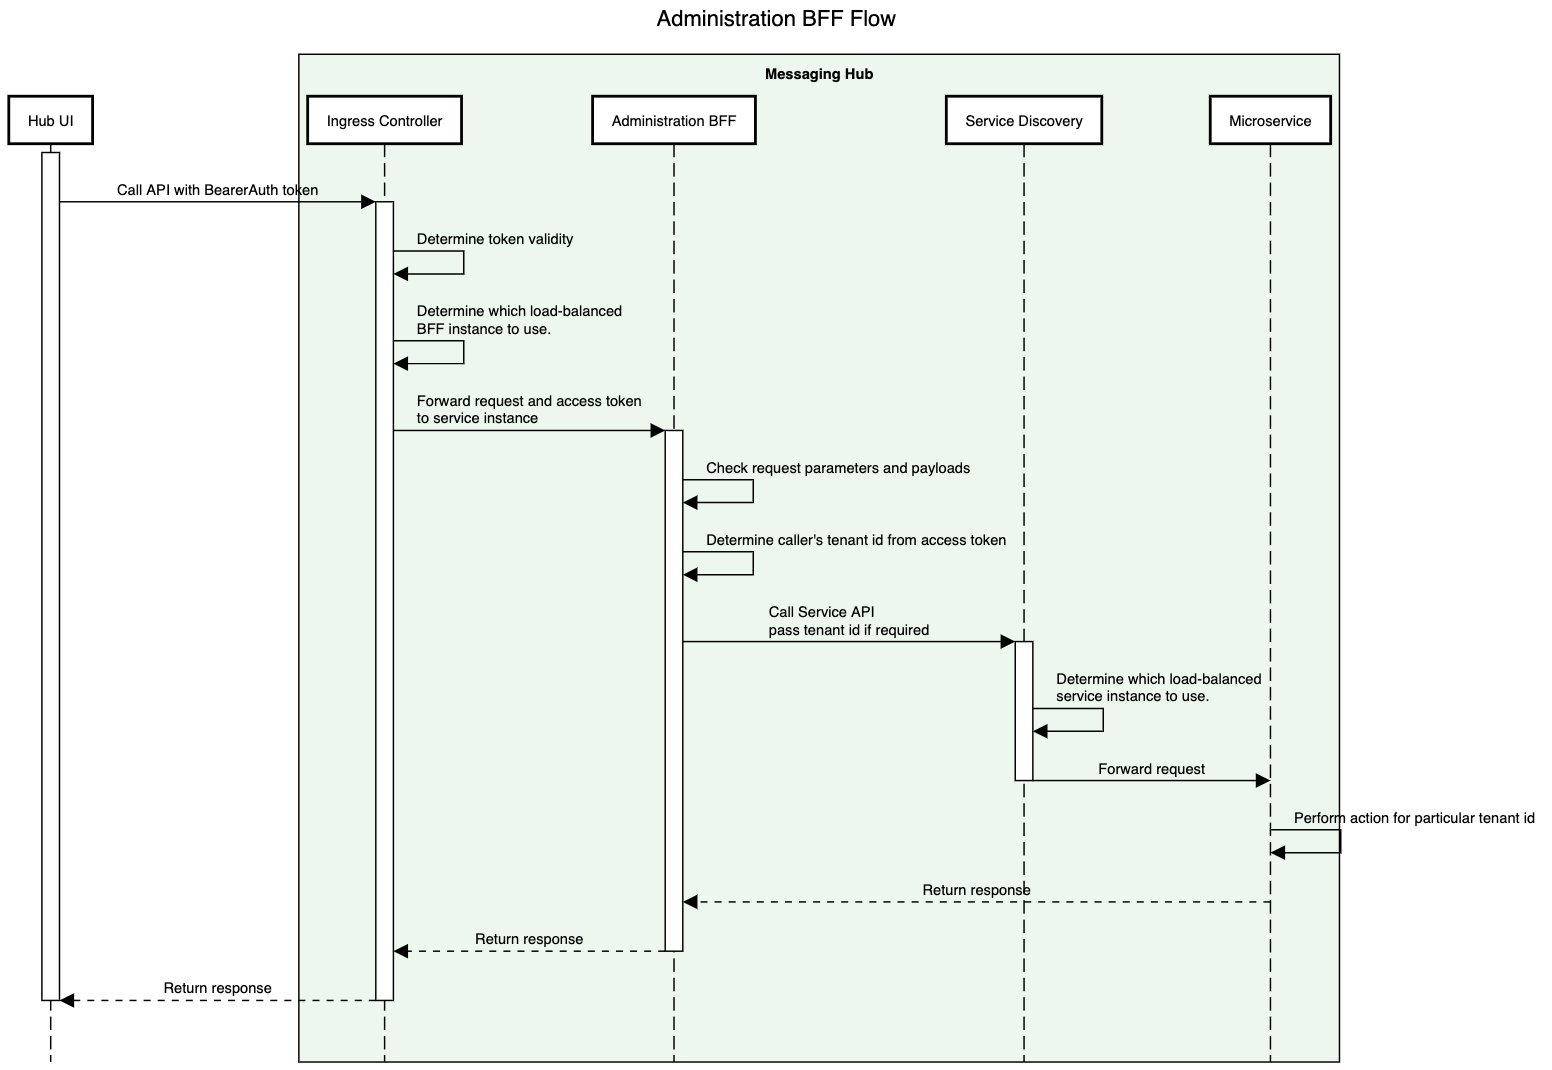 Administration BFF Flow
Messaging Hub
Hub UI
Ingress Controller
Administration BFF
Service Discovery
Microservice
Call API with BearerAuth token
Determine token validity
Determine which load-balanced
BFF instance to use.
Forward request and access token
to service instance
Check request parameters and payloads
Determine caller's tenant id from access token
Call Service API
pass tenant id if required
Determine which load-balanced
service instance to use.
Forward request
Perform action for particular tenant id
Return response
Return response
Return response